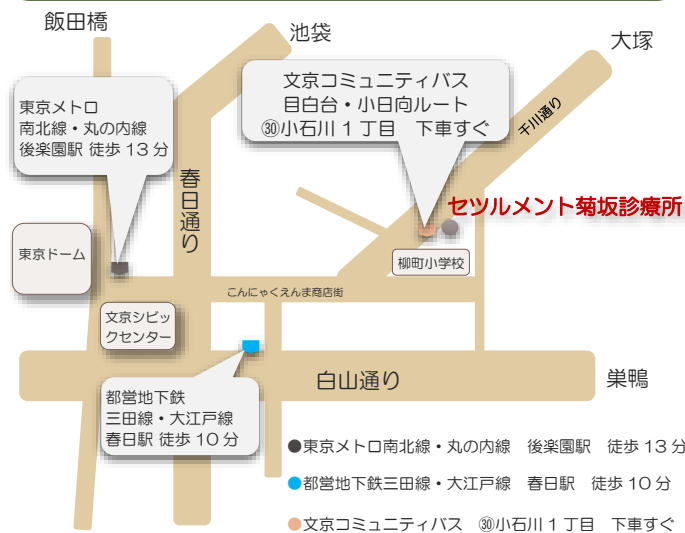 飯田橋
池袋
大塚
東京メトロ
南北線・丸の内線
後楽園駅 徒歩 13 分
文京コミュニティバス
目白台・小日向ルート
㉚小石川 1 丁目　下車すぐ
千川通り
春日通り
セツルメント菊坂診療所
東京ドーム
柳町小学校
こんにゃくえんま商店街
文京シビッ
クセンター
白山通り
巣鴨
都営地下鉄
三田線・大江戸線
春日駅 徒歩 10 分
●東京メトロ南北線・丸の内線　後楽園駅　徒歩 13 分
●都営地下鉄三田線・大江戸線　春日駅　徒歩 10 分
●文京コミュニティバス　㉚小石川 1 丁目　下車すぐ